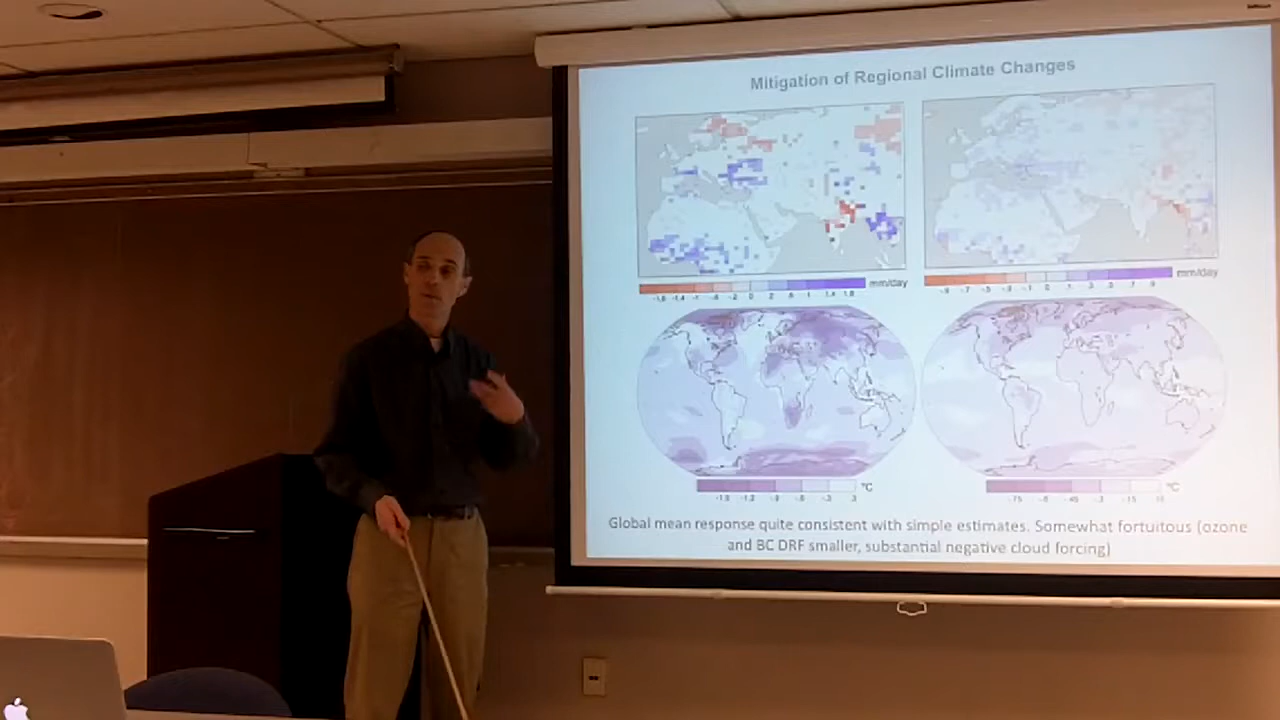 Mitigation of Regional Climate Changes
mm/day
mm/day
°C
°C
Global mean response quite consistent with simple estimates. Somewhat fortuitous (ozone
and BC DRF smaller, substantial negative cloud forcing)